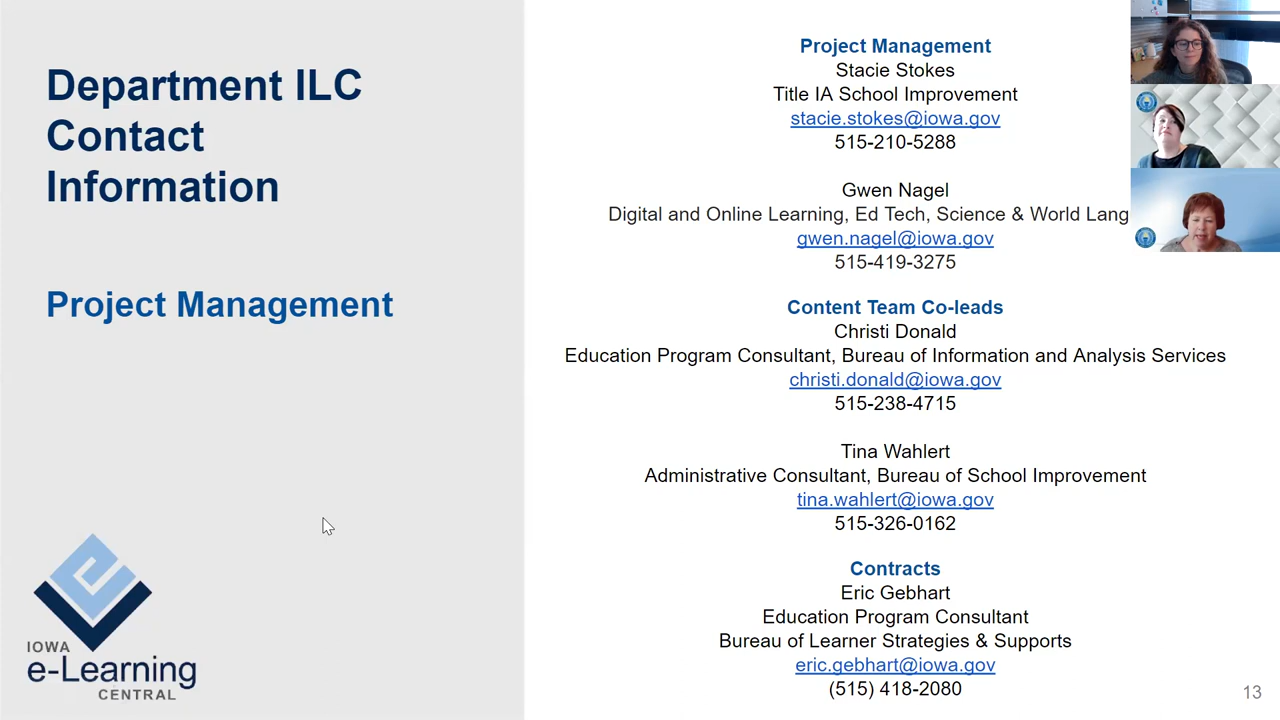 Department ILC
Contact
Information
Project Management
IOWA
e-Learning
CENTRAL
Project Management
Stacie Stokes
Title IA School Improvement
stacie.stokes@iowa.gov
515-210-5288
Gwen Nagel
Digital and Online Learning, Ed Tech, Science & World Lang
gwen.nagel@iowa.gov
515-419-3275
Content Team Co-leads
Christi Donald
Education Program Consultant, Bureau of Information and Analysis Services
christi.donald@iowa.gov
515-238-4715
Tina Wahlert
Administrative Consultant, Bureau of School Improvement
tina.wahlert@iowa.gov
515-326-0162
Contracts
Eric Gebhart
Education Program Consultant
Bureau of Learner Strategies & Supports
eric.gebhart@iowa.gov
(515) 418-2080
13